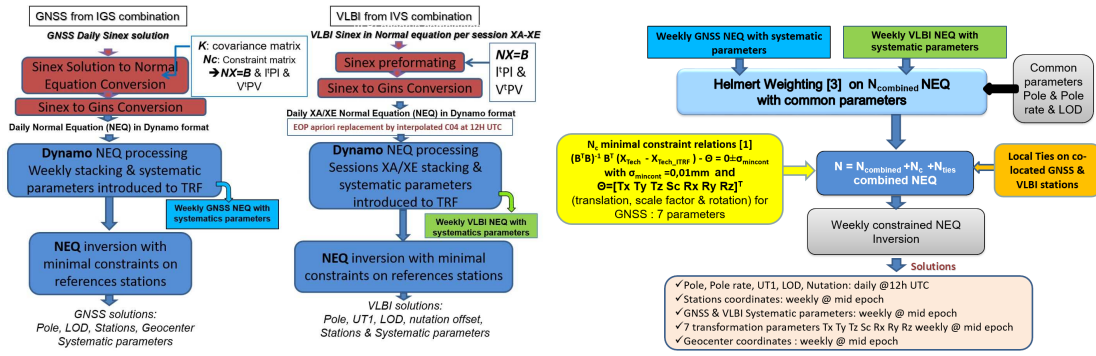 GNSS from IGS combination
GNSS Daily Sinex solution
K: covariance matrix
Nc: Constraint matrix
➔NX=B & IᵗPI &
VᵗPV
Sinex Solution to Normal
Equation Conversion
Sinex to Gins Conversion
Daily Normal Equation (NEQ) in Dynamo format
Dynamo NEQ processing
Weekly stacking & systematic
parameters introduced to TRF
Weekly GNSS NEQ with
systematics parameters
NEQ inversion with
minimal constraints on
references stations
GNSS solutions:
Pole, LOD, Stations, Geocenter
Systematic parameters
VLBI from IVS combination
VLBI Sinex in Normal equation per session XA-XE
NX=B
IᵗPI &
VᵗPV
Sinex preformating
Sinex to Gins Conversion
Daily XA/XE Normal Equation (NEQ) in Dynamo format
EOP apriori replacement by interpolated C04 at 12H UTC
Dynamo NEQ processing
Sessions XA/XE stacking &
systematic parameters
introduced to TRF
Weekly VLBI NEQ with
systematics parameters
NEQ inversion with minimal
constraints on references stations
VLBI solutions:
Pole, UT1, LOD, nutation offset,
Stations & Systematic parameters
Weekly GNSS NEQ with systematic
parameters
Weekly VLBI NEQ with
systematic parameters
Helmert Weighting [3] on Ncombined NEQ
with common parameters
Common
parameters
Pole & Pole
rate & LOD
Nc minimal constraint relations [1]
(BᵀB)⁻¹ Bᵀ (XTech - XTech_ITRF) - Θ = 0±σmincont
with σmincont =0,01mm and
Θ=[Tx Ty Tz Sc Rx Ry Rz]ᵀ
(translation, scale factor & rotation) for
GNSS : 7 parameters
N = Ncombined +Nc +Nties
combined NEQ
Local Ties on co-
located GNSS &
VLBI stations
Weekly constrained NEQ
Inversion
Solutions
✓Pole, Pole rate, UT1, LOD, Nutation: daily @12h UTC
✓Stations coordinates: weekly @ mid epoch
✓GNSS & VLBI Systematic parameters: weekly @ mid epoch
✓7 transformation parameters Tx Ty Tz Sc Rx Ry Rz weekly @ mid epoch
✓Geocenter coordinates : weekly @ mid epoch